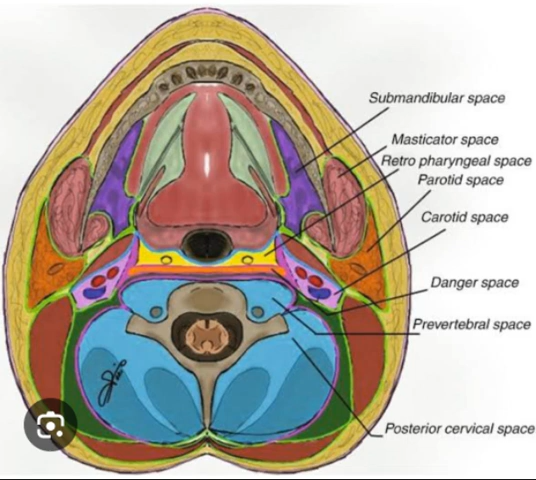 Submandibular space
Masticator space
Retro pharyngeal space
Parotid space
Carotid space
Danger space
Prevertebral space
Posterior cervical space